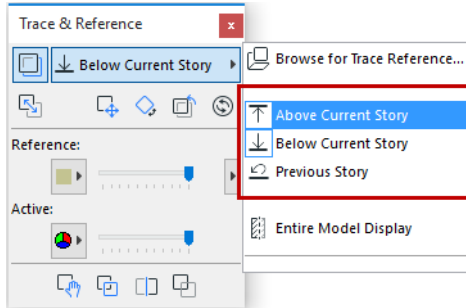 Trace & Reference
x
Below Current Story
Browse for Trace Reference...
Above Current Story
Below Current Story
Previous Story
Entire Model Display
Reference:
Active: